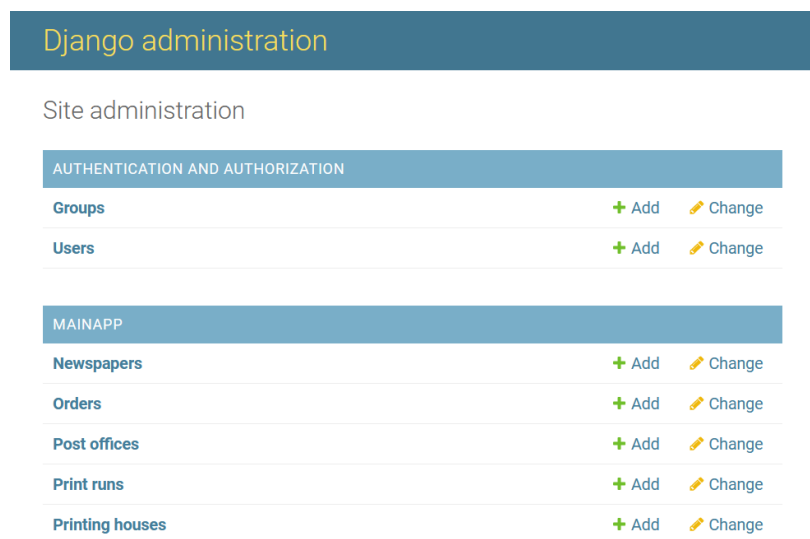 Django administration
Site administration
AUTHENTICATION AND AUTHORIZATION
Groups Add Change
Users Add Change
MAINAPP
Newspapers Add Change
Orders Add Change
Post offices Add Change
Print runs Add Change
Printing houses Add Change